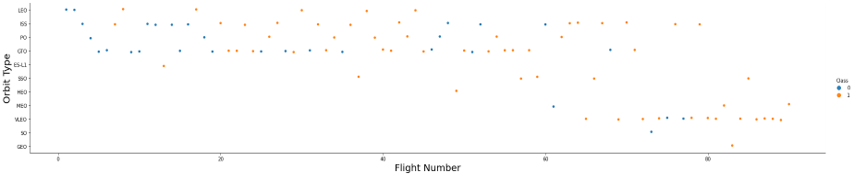 LEO
ISS
PO
GTO
ES-L1
SSO
HEO
MEO
VLEO
SO
GEO
Orbit Type
0
20
40
60
80
Flight Number
Class
0
1